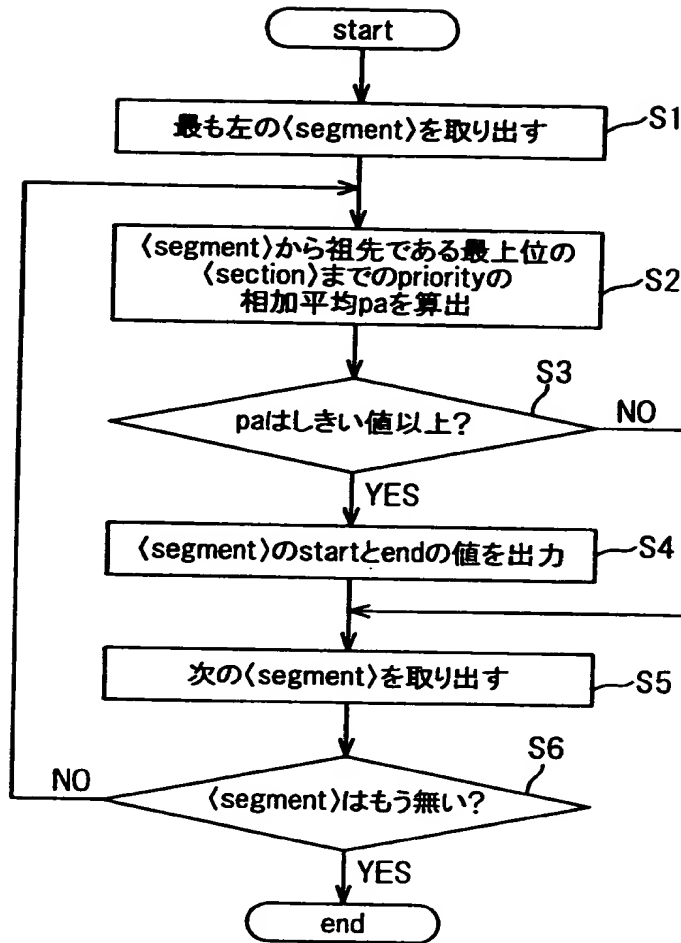 start
最も左の〈segment〉を取り出す
S1
〈segment〉から祖先である最上位の
〈section〉までのpriorityの
相加平均paを算出
S2
S3
paはしきい値以上?
NO
YES
〈segment〉のstartとendの値を出力
S4
次の〈segment〉を取り出す
S5
S6
NO
〈segment〉はもう無い?
YES
end